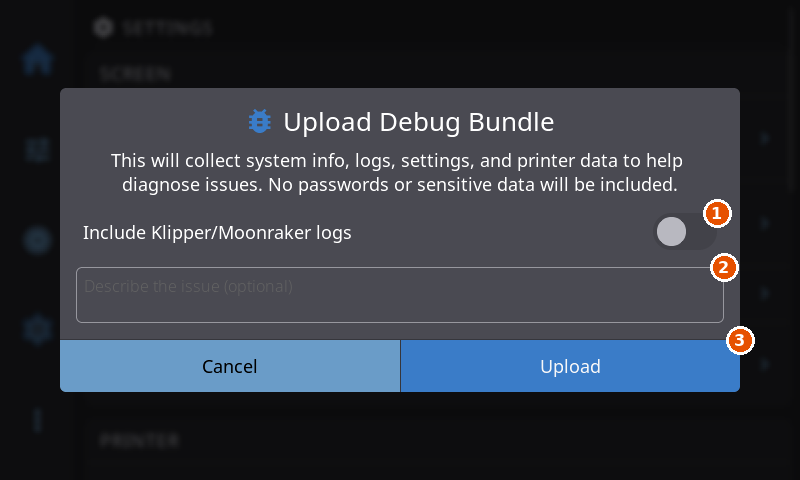 SETTINGS
SCREEN
Upload Debug Bundle
This will collect system info, logs, settings, and printer data to help
diagnose issues. No passwords or sensitive data will be included.
1
Include Klipper/Moonraker logs
2
Describe the issue (optional)
3
Cancel
Upload
PRINTER